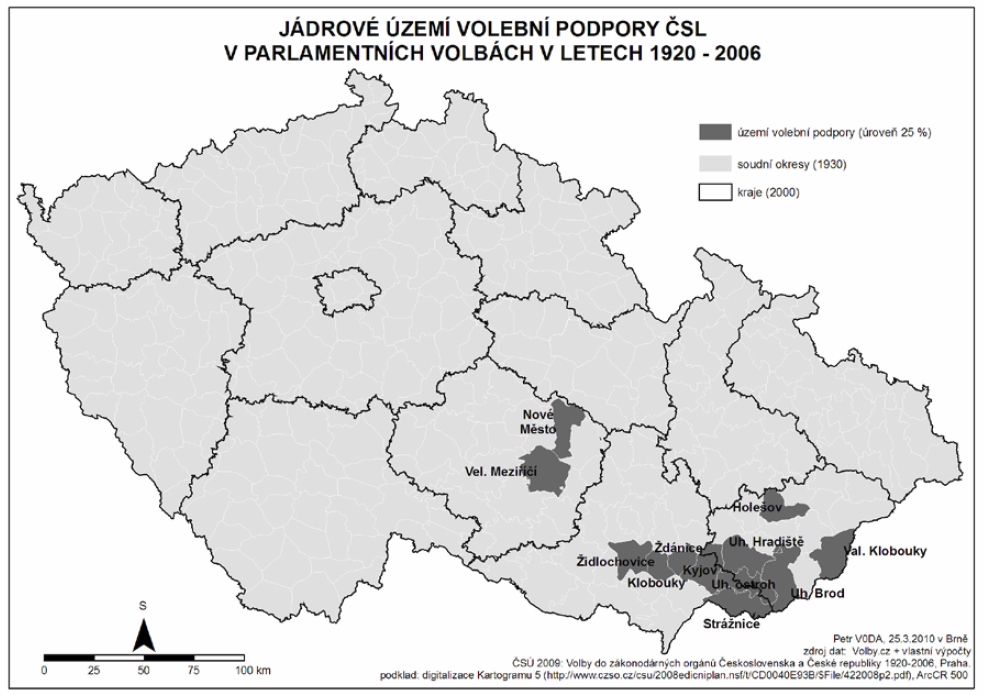 JÁDROVÉ ÚZEMÍ VOLEBNÍ PODPORY ČSL
V PARLAMENTNÍCH VOLBÁCH V LETECH 1920 - 2006
území volební podpory (úroveň 25 %)
soudní okresy (1930)
kraje (2000)
Nové
Město
Vel. Meziříčí
Holešov
Uh. Hradiště
Ždánice
Val. Klobouky
Židlochovice
Kyjov
Klobouky
Uh. ostroh
Uh. Brod
Strážnice
S
0 25 50 75 100 km
Petr V0DA, 25.3.2010 v Brně
zdroj dat: Volby.cz + vlastní výpočty
ČSÚ 2009: Volby do zákonodárných orgánů Československa a České republiky 1920-2006, Praha.
podklad: digitalizace Kartogramu 5 (http://www.czso.cz/csu/2008edicniplan.nsf/t/CD0040E93B/$File/422008p2.pdf), ArcCR 500